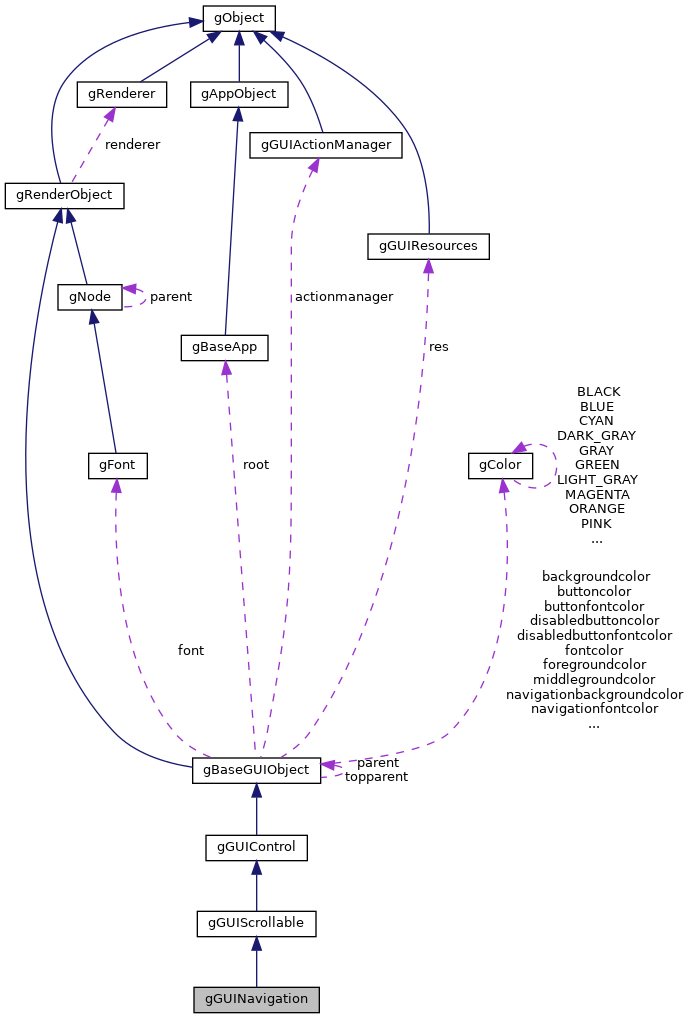 gObject
gRenderer
gAppObject
gGUIActionManager
renderer
gRenderObject
gGUIResources
gNode
parent
actionmanager
gBaseApp
res
BLACK
BLUE
CYAN
DARK_GRAY
GRAY
GREEN
LIGHT_GRAY
MAGENTA
ORANGE
PINK
...
gFont
root
gColor
backgroundcolor
buttoncolor
buttonfontcolor
disabledbuttoncolor
disabledbuttonfontcolor
fontcolor
foregroundcolor
middlegroundcolor
navigationbackgroundcolor
navigationfontcolor
...
font
gBaseGUIObject
parent
topparent
gGUIControl
gGUIScrollable
gGUINavigation